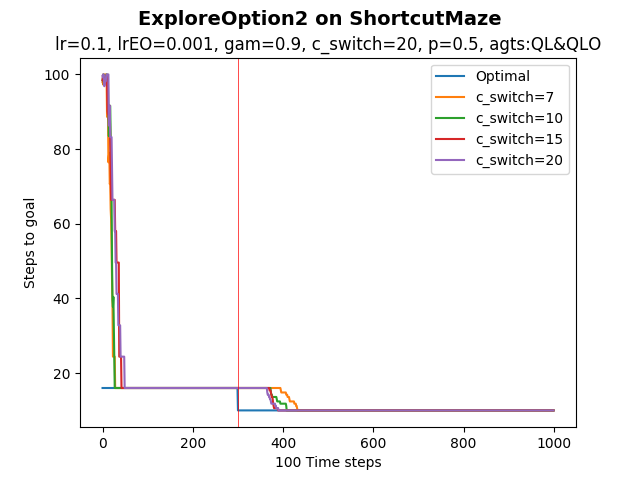 ExploreOption2 on ShortcutMaze
lr=0.1, lrEO=0.001, gam=0.9, c_switch=20, p=0.5, agts:QL&QLO
Optimal
c_switch=7
c_switch=10
c_switch=15
c_switch=20
Steps to goal
100
80
60
40
20
0
200
400
600
800
1000
100 Time steps